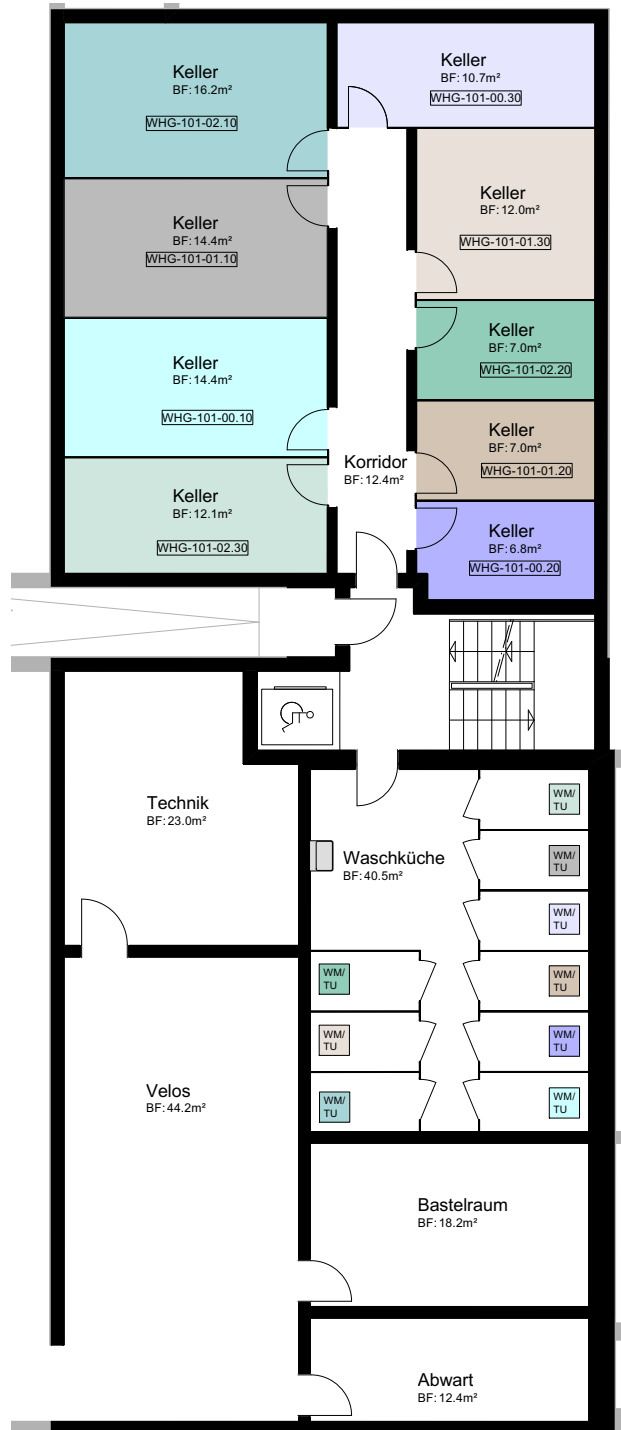 Keller
BF: 16.2m²
WHG-101-02.10
Keller
BF: 10.7m²
WHG-101-00.30
Keller
BF: 14.4m²
WHG-101-01.10
Keller
BF: 12.0m²
WHG-101-01.30
Keller
BF: 14.4m²
WHG-101-00.10
Keller
BF: 7.0m²
WHG-101-02.20
Keller
BF: 7.0m²
WHG-101-01.20
Korridor
BF: 12.4m²
Keller
BF: 12.1m²
WHG-101-02.30
Keller
BF: 6.8m²
WHG-101-00.20
Technik
BF: 23.0m²
Waschküche
BF: 40.5m²
WM/
TU
WM/
TU
WM/
TU
WM/
TU
WM/
TU
WM/
TU
WM/
TU
WM/
TU
WM/
TU
Velos
BF: 44.2m²
Bastelraum
BF: 18.2m²
Abwart
BF: 12.4m²